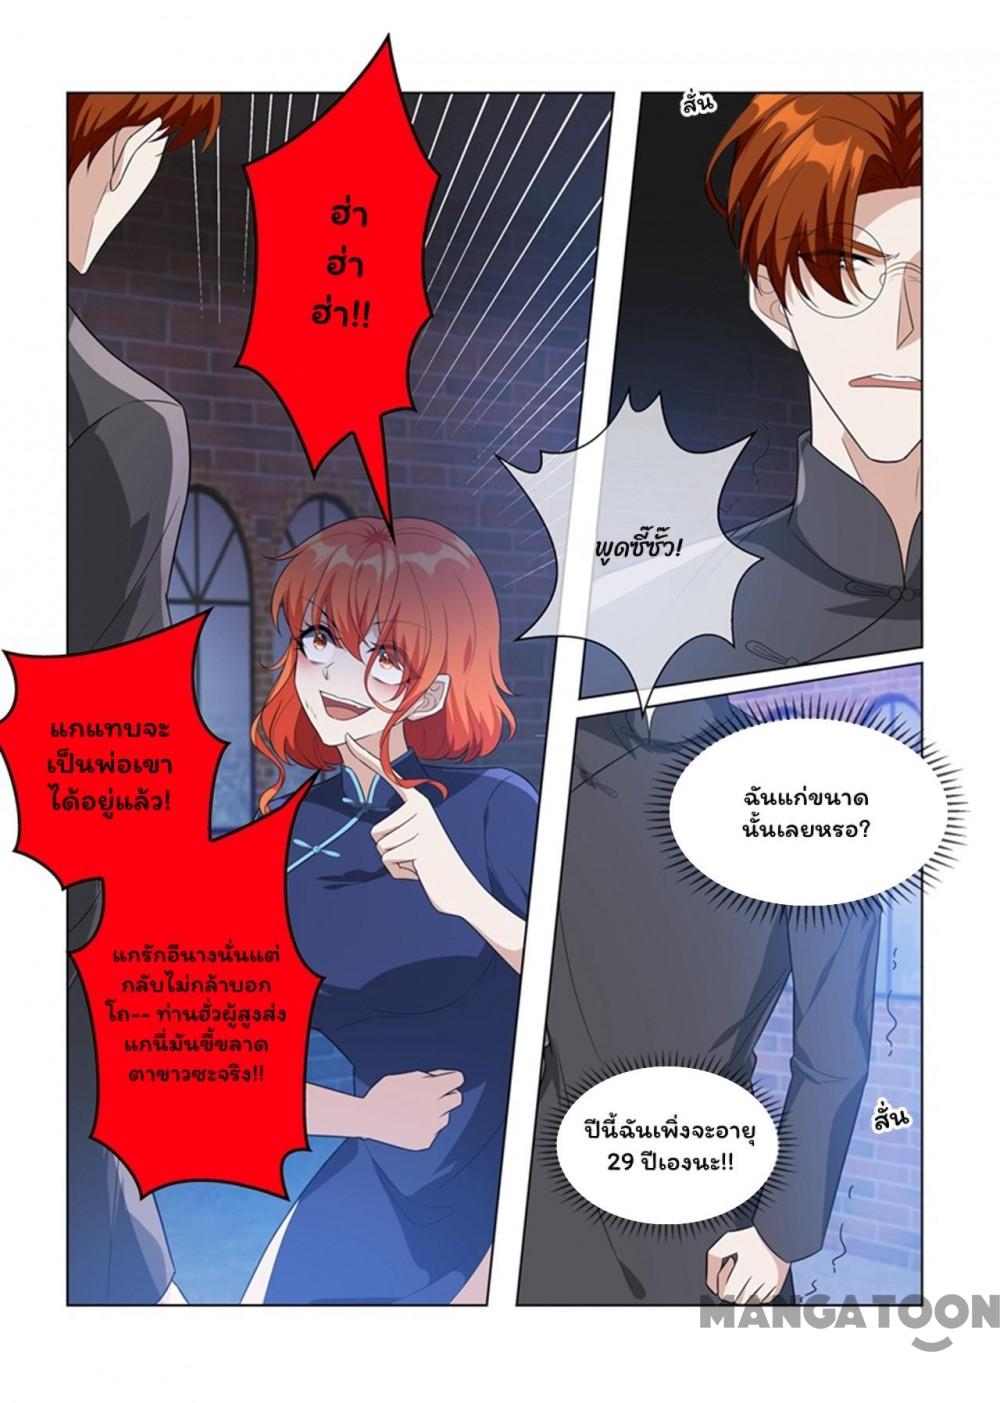 ฮ่า
ฮ่า
ฮ่า!!
แกแทบจะ
เป็นพ่อเขา
ได้อยู่แล้ว!
แกรักอีนางนั่นแต่
กลับไม่กล้าบอก
โถ-- ท่านฮั่วผู้สูงส่ง
แกนี่มันขี้ขลาด
ตาขาวซะจริง!!
สั่น
พูดซี๊ซั๊ว!
ฉันแก่ขนาด
นั้นเลยหรอ?
ปีนี้ฉันเพิ่งจะอายุ
29 ปีเองนะ!!
สั่น
MANGATOON